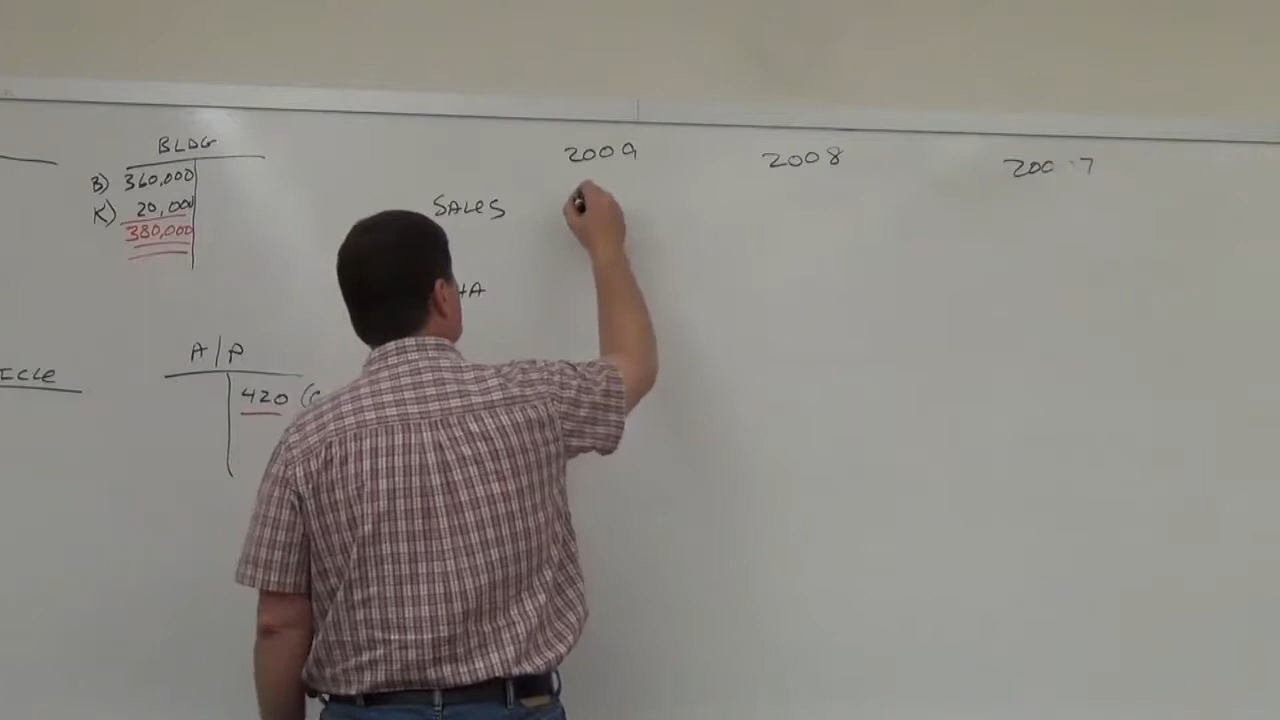 BLDG
B) 360,000
K) 20,000
380,000
A/P
420
2009 2008 2007
SALES